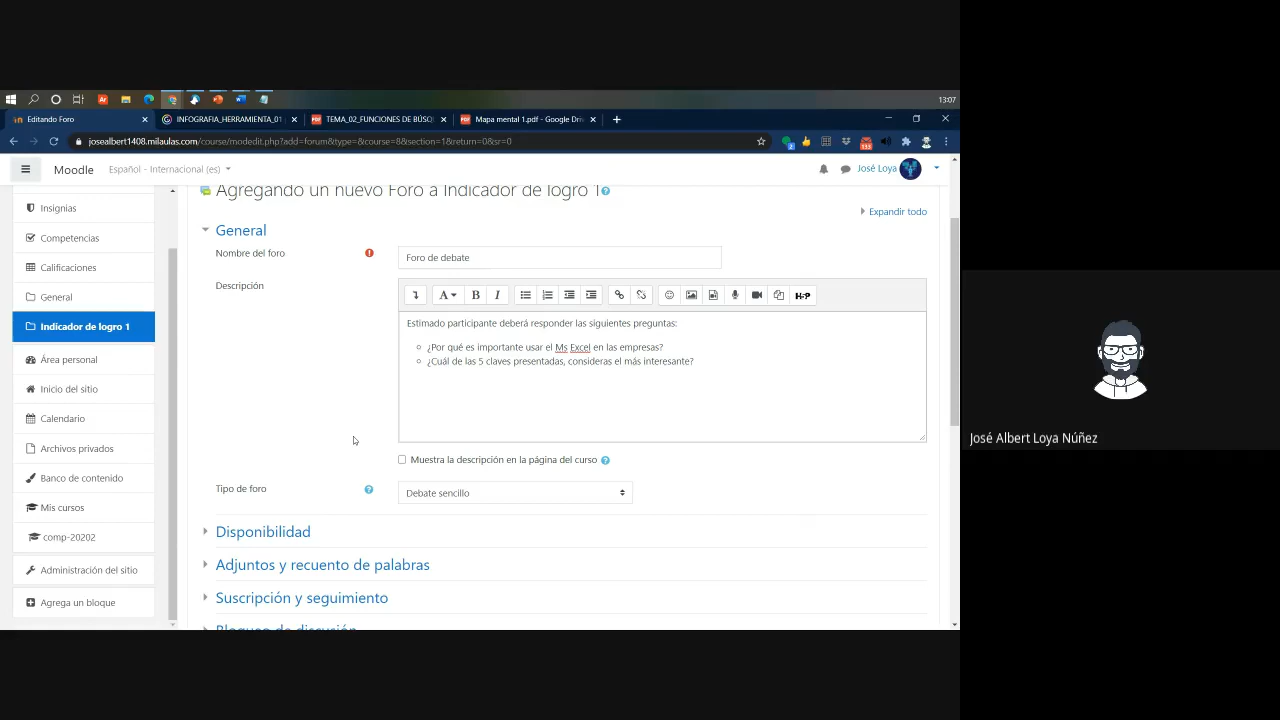 13:07
Editando Foro
INFOGRAFIA_HERRAMIENTA_01
TEMA_02_FUNCIONES DE BÚSQ
Mapa mental 1.pdf - Google Driv
josealbert1408.milaulas.com/course/modedit.php?add=forum&type=&course=8&section=1&return=0&sr=0
Moodle
Español - Internacional (es)
José Loya
Insignias
Competencias
Calificaciones
General
Indicador de logro 1
Área personal
Inicio del sitio
Calendario
Archivos privados
Banco de contenido
Mis cursos
comp-20202
Administración del sitio
Agrega un bloque
Agregando un nuevo Foro a Indicador de logro 1
Expandir todo
General
Nombre del foro
Foro de debate
Descripción
A B I H-P
Estimado participante deberá responder las siguientes preguntas:
¿Por qué es importante usar el Ms Excel en las empresas?
¿Cuál de las 5 claves presentadas, consideras el más interesante?
Muestra la descripción en la página del curso
Tipo de foro
Debate sencillo
Disponibilidad
Adjuntos y recuento de palabras
Suscripción y seguimiento
Bloqueo de discusión
José Albert Loya Núñez